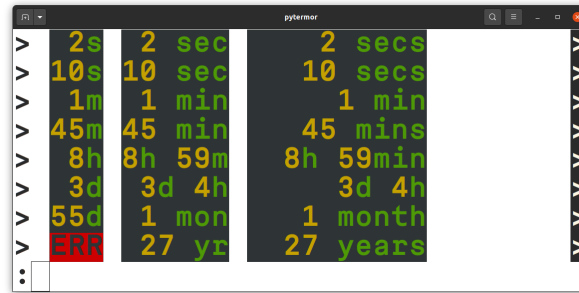 pytermor
> 2s 2 sec 2 secs >
> 10s 10 sec 10 secs >
> 1m 1 min 1 min >
> 45m 45 min 45 mins >
> 8h 8h 59m 8h 59min >
> 3d 3d 4h 3d 4h >
> 55d 1 mon 1 month >
> ERR 27 yr 27 years >
: